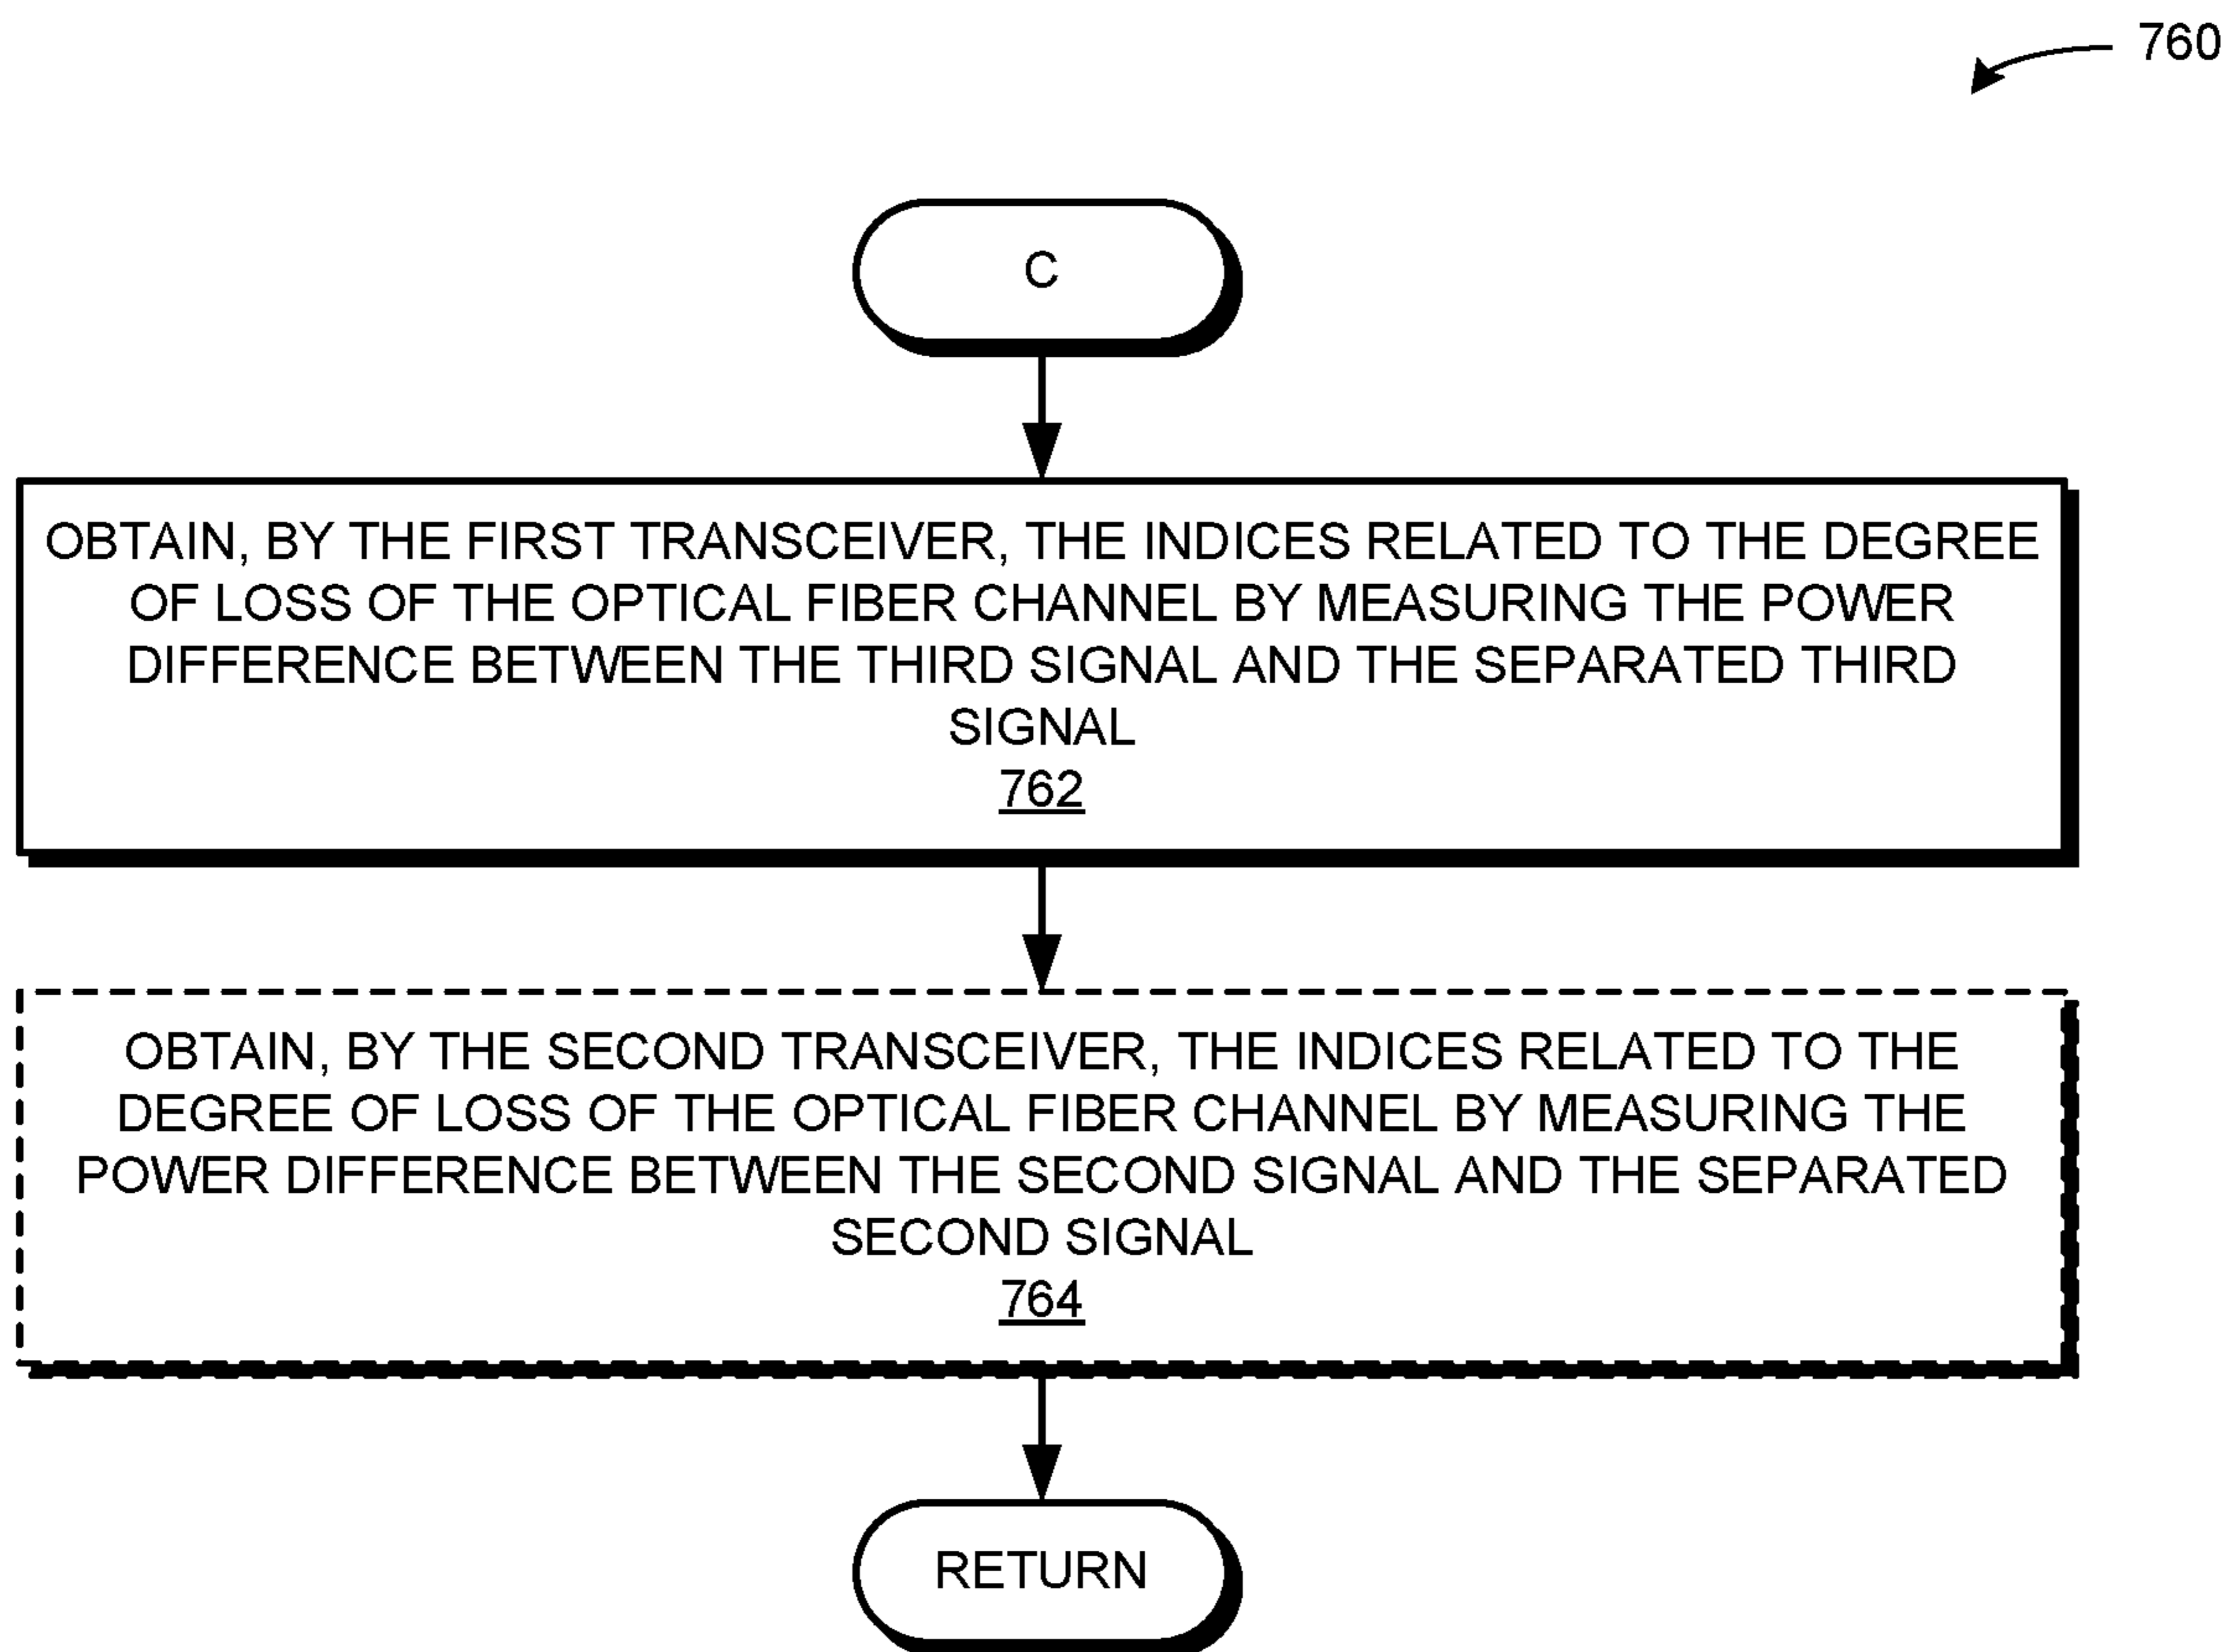 760
C
OBTAIN, BY THE FIRST TRANSCEIVER, THE INDICES RELATED TO THE DEGREE
OF LOSS OF THE OPTICAL FIBER CHANNEL BY MEASURING THE POWER
DIFFERENCE BETWEEN THE THIRD SIGNAL AND THE SEPARATED THIRD
SIGNAL
762
OBTAIN, BY THE SECOND TRANSCEIVER, THE INDICES RELATED TO THE
DEGREE OF LOSS OF THE OPTICAL FIBER CHANNEL BY MEASURING THE
POWER DIFFERENCE BETWEEN THE SECOND SIGNAL AND THE SEPARATED
SECOND SIGNAL
764
RETURN